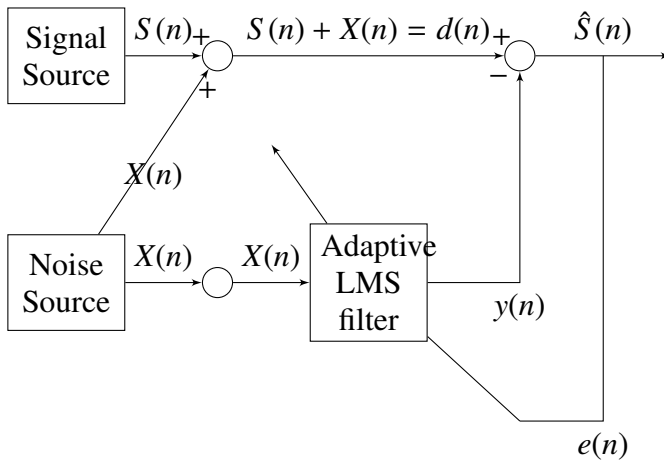 Signal
Source
S(n)
+
+
S(n) + X(n) = d(n)
+
−
Ŝ(n)
X(n)
Noise
Source
X(n)
X(n)
Adaptive
LMS
filter
y(n)
e(n)